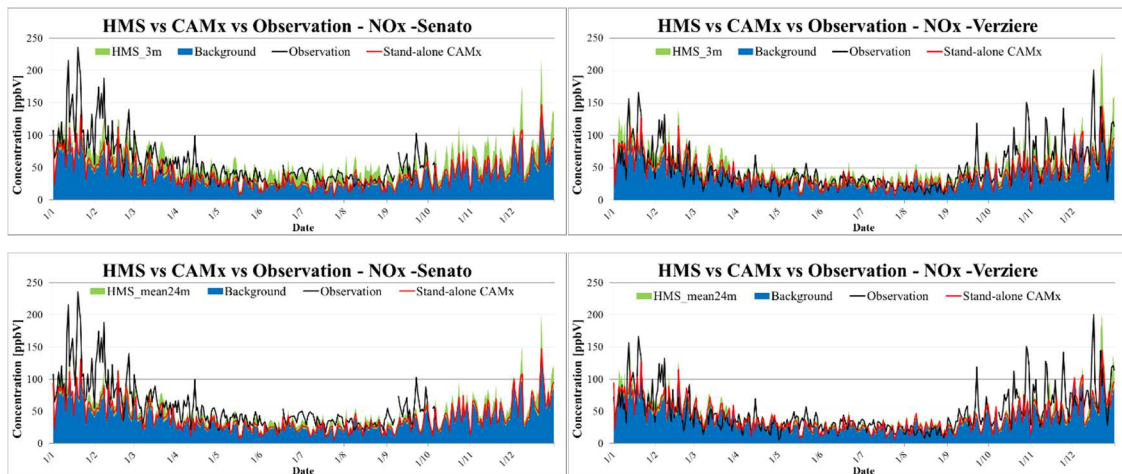 HMS vs CAMx vs Observation - NOx -Senato
HMS_3m Background Observation Stand-alone CAMx
Concentration [ppbV]
250
200
150
100
50
0
1/1 1/2 1/3 1/4 1/5 1/6 1/7 1/8 1/9 1/10 1/11 1/12
Date
HMS vs CAMx vs Observation - NOx -Verziere
HMS_3m Background Observation Stand-alone CAMx
Concentration [ppbV]
250
200
150
100
50
0
1/1 1/2 1/3 1/4 1/5 1/6 1/7 1/8 1/9 1/10 1/11 1/12
Date
HMS vs CAMx vs Observation - NOx -Senato
HMS_mean24m Background Observation Stand-alone CAMx
Concentration [ppbV]
250
200
150
100
50
0
1/1 1/2 1/3 1/4 1/5 1/6 1/7 1/8 1/9 1/10 1/11 1/12
Date
HMS vs CAMx vs Observation - NOx -Verziere
HMS_mean24m Background Observation Stand-alone CAMx
Concentration [ppbV]
250
200
150
100
50
0
1/1 1/2 1/3 1/4 1/5 1/6 1/7 1/8 1/9 1/10 1/11 1/12
Date